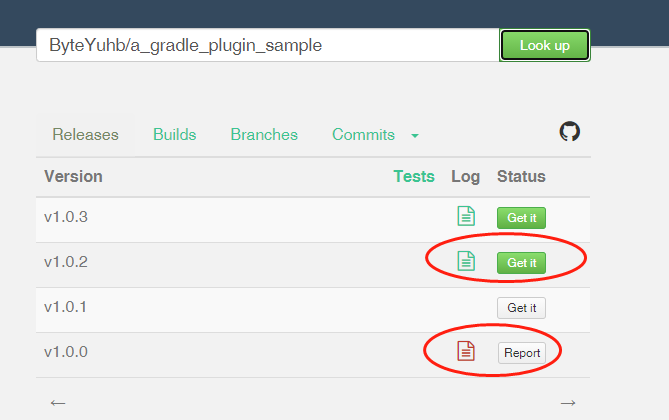 ByteYuhb/a_gradle_plugin_sample Look up
Releases Builds Branches Commits
Version Tests Log Status
v1.0.3 Get it
v1.0.2 Get it
v1.0.1 Get it
v1.0.0 Report
← →